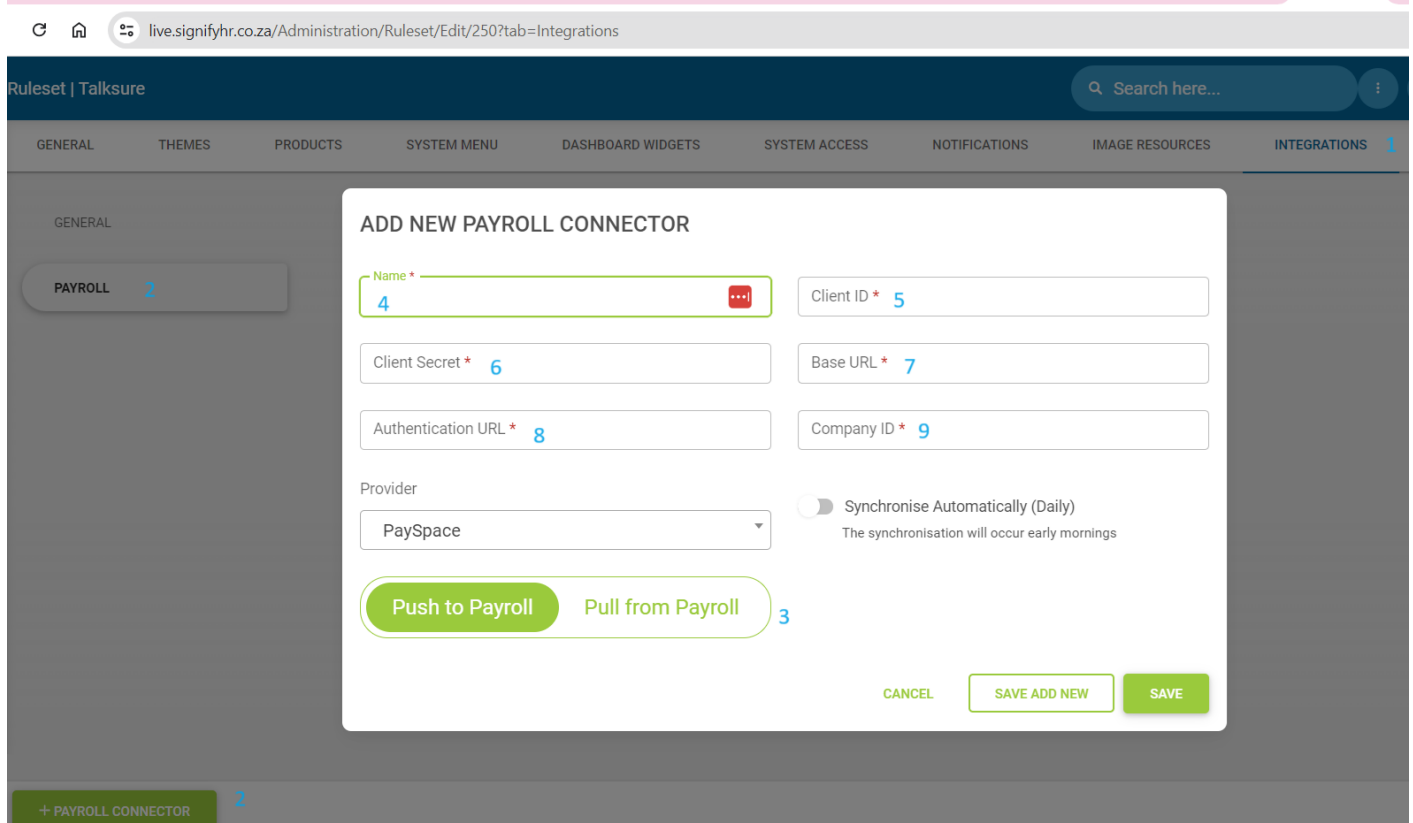 live.signifyhr.co.za/Administration/Ruleset/Edit/250?tab=Integrations
Ruleset | Talksure
Search here...
GENERAL THEMES PRODUCTS SYSTEM MENU DASHBOARD WIDGETS SYSTEM ACCESS NOTIFICATIONS IMAGE RESOURCES INTEGRATIONS 1
GENERAL
PAYROLL 2
ADD NEW PAYROLL CONNECTOR
Name *
4
Client ID * 5
Client Secret * 6
Base URL * 7
Authentication URL * 8
Company ID * 9
Provider
PaySpace
Synchronise Automatically (Daily)
The synchronisation will occur early mornings
Push to Payroll Pull from Payroll 3
CANCEL SAVE ADD NEW SAVE
+ PAYROLL CONNECTOR 2